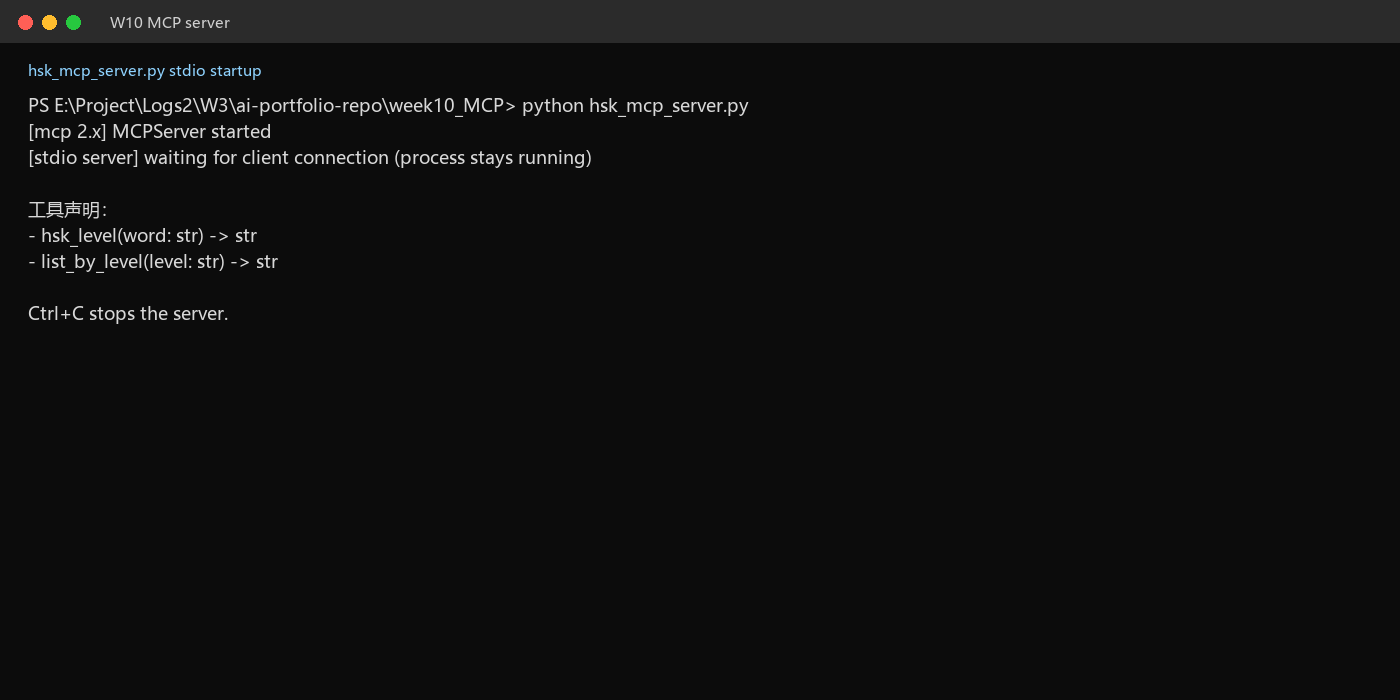 W10 MCP server
hsk_mcp_server.py stdio startup
PS E:\Project\Logs2\W3\ai-portfolio-repo\week10_MCP> python hsk_mcp_server.py
[mcp 2.x] MCPServer started
[stdio server] waiting for client connection (process stays running)
工具声明:
- hsk_level(word: str) -> str
- list_by_level(level: str) -> str
Ctrl+C stops the server.